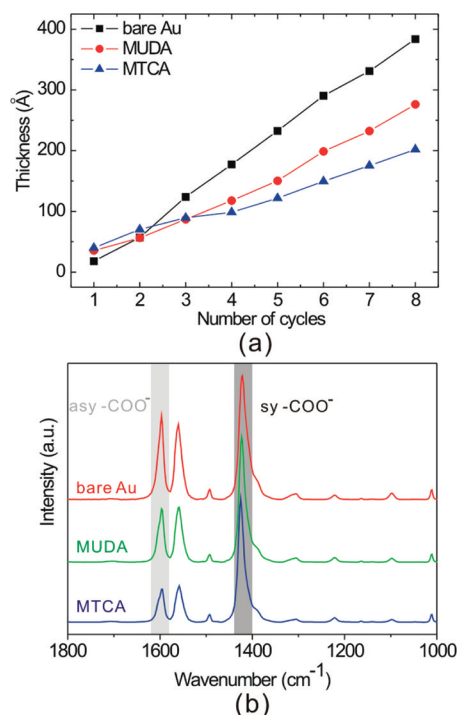 400
300
200
100
0
Thickness (Å)
bare Au
MUDA
MTCA
1 2 3 4 5 6 7 8
Number of cycles
(a)
asy -COO⁻ sy -COO⁻
Intensity (a.u.)
bare Au
MUDA
MTCA
1800 1600 1400 1200 1000
Wavenumber (cm⁻¹)
(b)